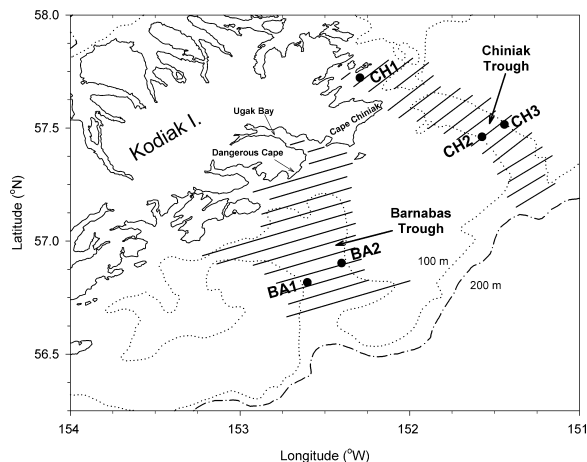 58.0
57.5
57.0
56.5
Latitude (°N)
154
153
152
151
Longitude (°W)
Kodiak I.
Ugak Bay
Dangerous Cape
Cape Chiniak
CH1
Chiniak
Trough
CH2
CH3
Barnabas
Trough
BA1
BA2
100 m
200 m